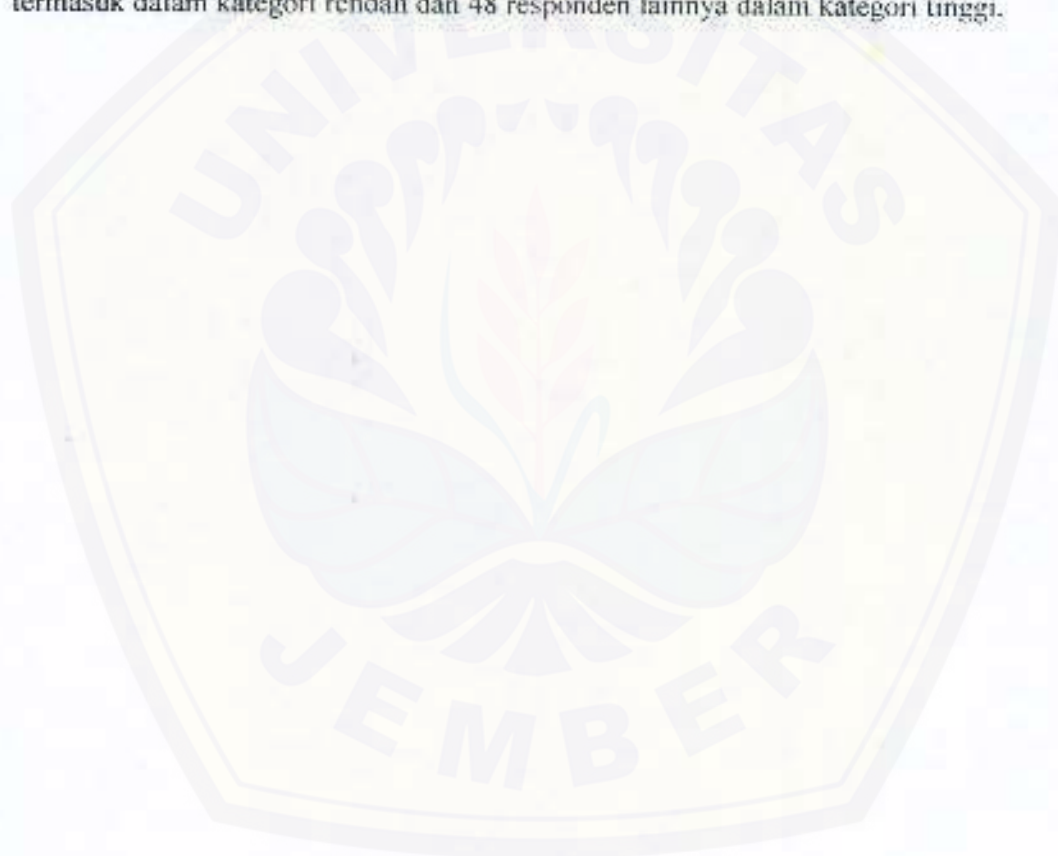 termasuk dalam kategori rendah dan 48 responden lainnya dalam kategori tinggi.
UNIVERSITAS
JEMBER